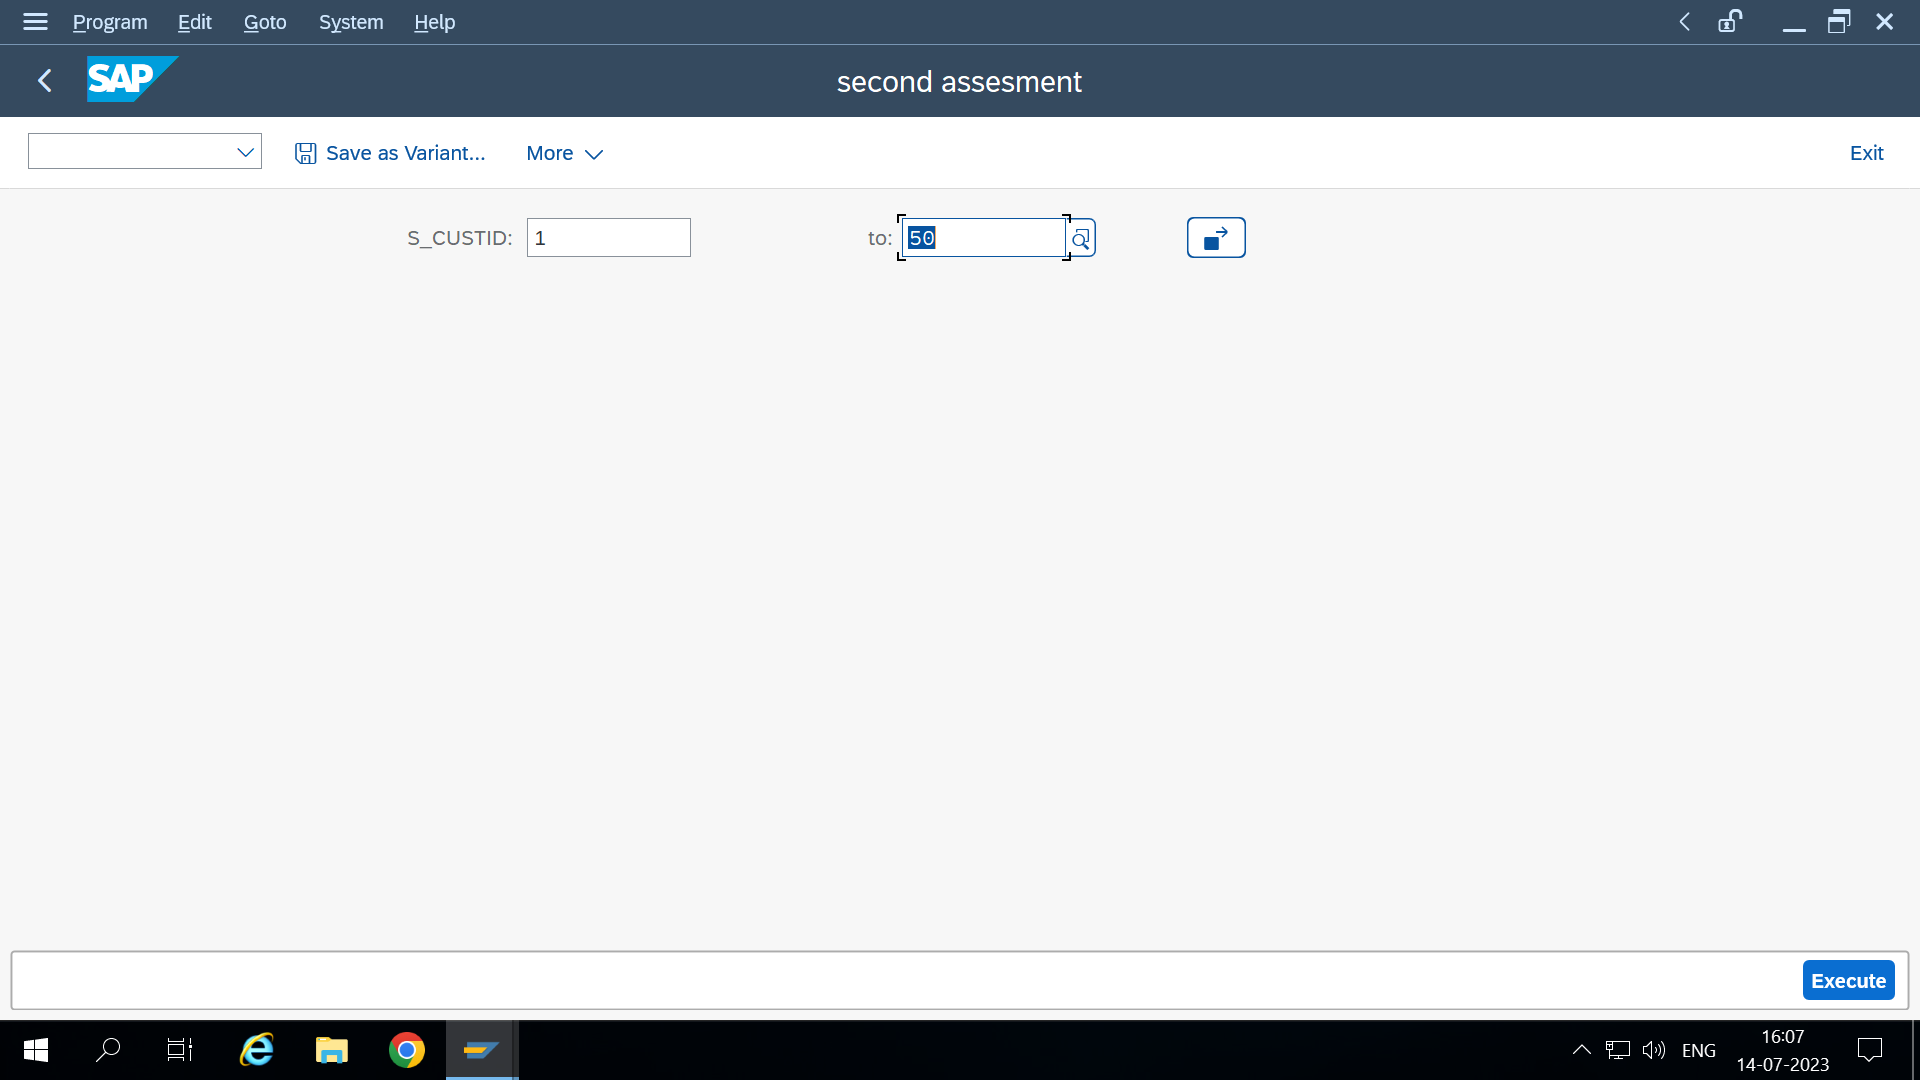 Program Edit Goto System Help
SAP
second assesment
Save as Variant... More Exit
S_CUSTID: 1 to: 50
Execute
ENG
16:07
14-07-2023